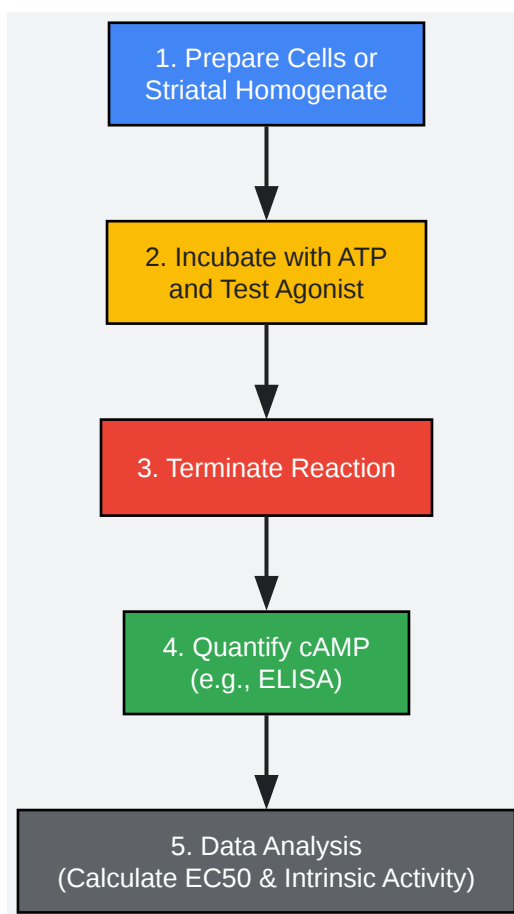 1. Prepare Cells or
Striatal Homogenate
2. Incubate with ATP
and Test Agonist
3. Terminate Reaction
4. Quantify cAMP
(e.g., ELISA)
5. Data Analysis
(Calculate EC50 & Intrinsic Activity)